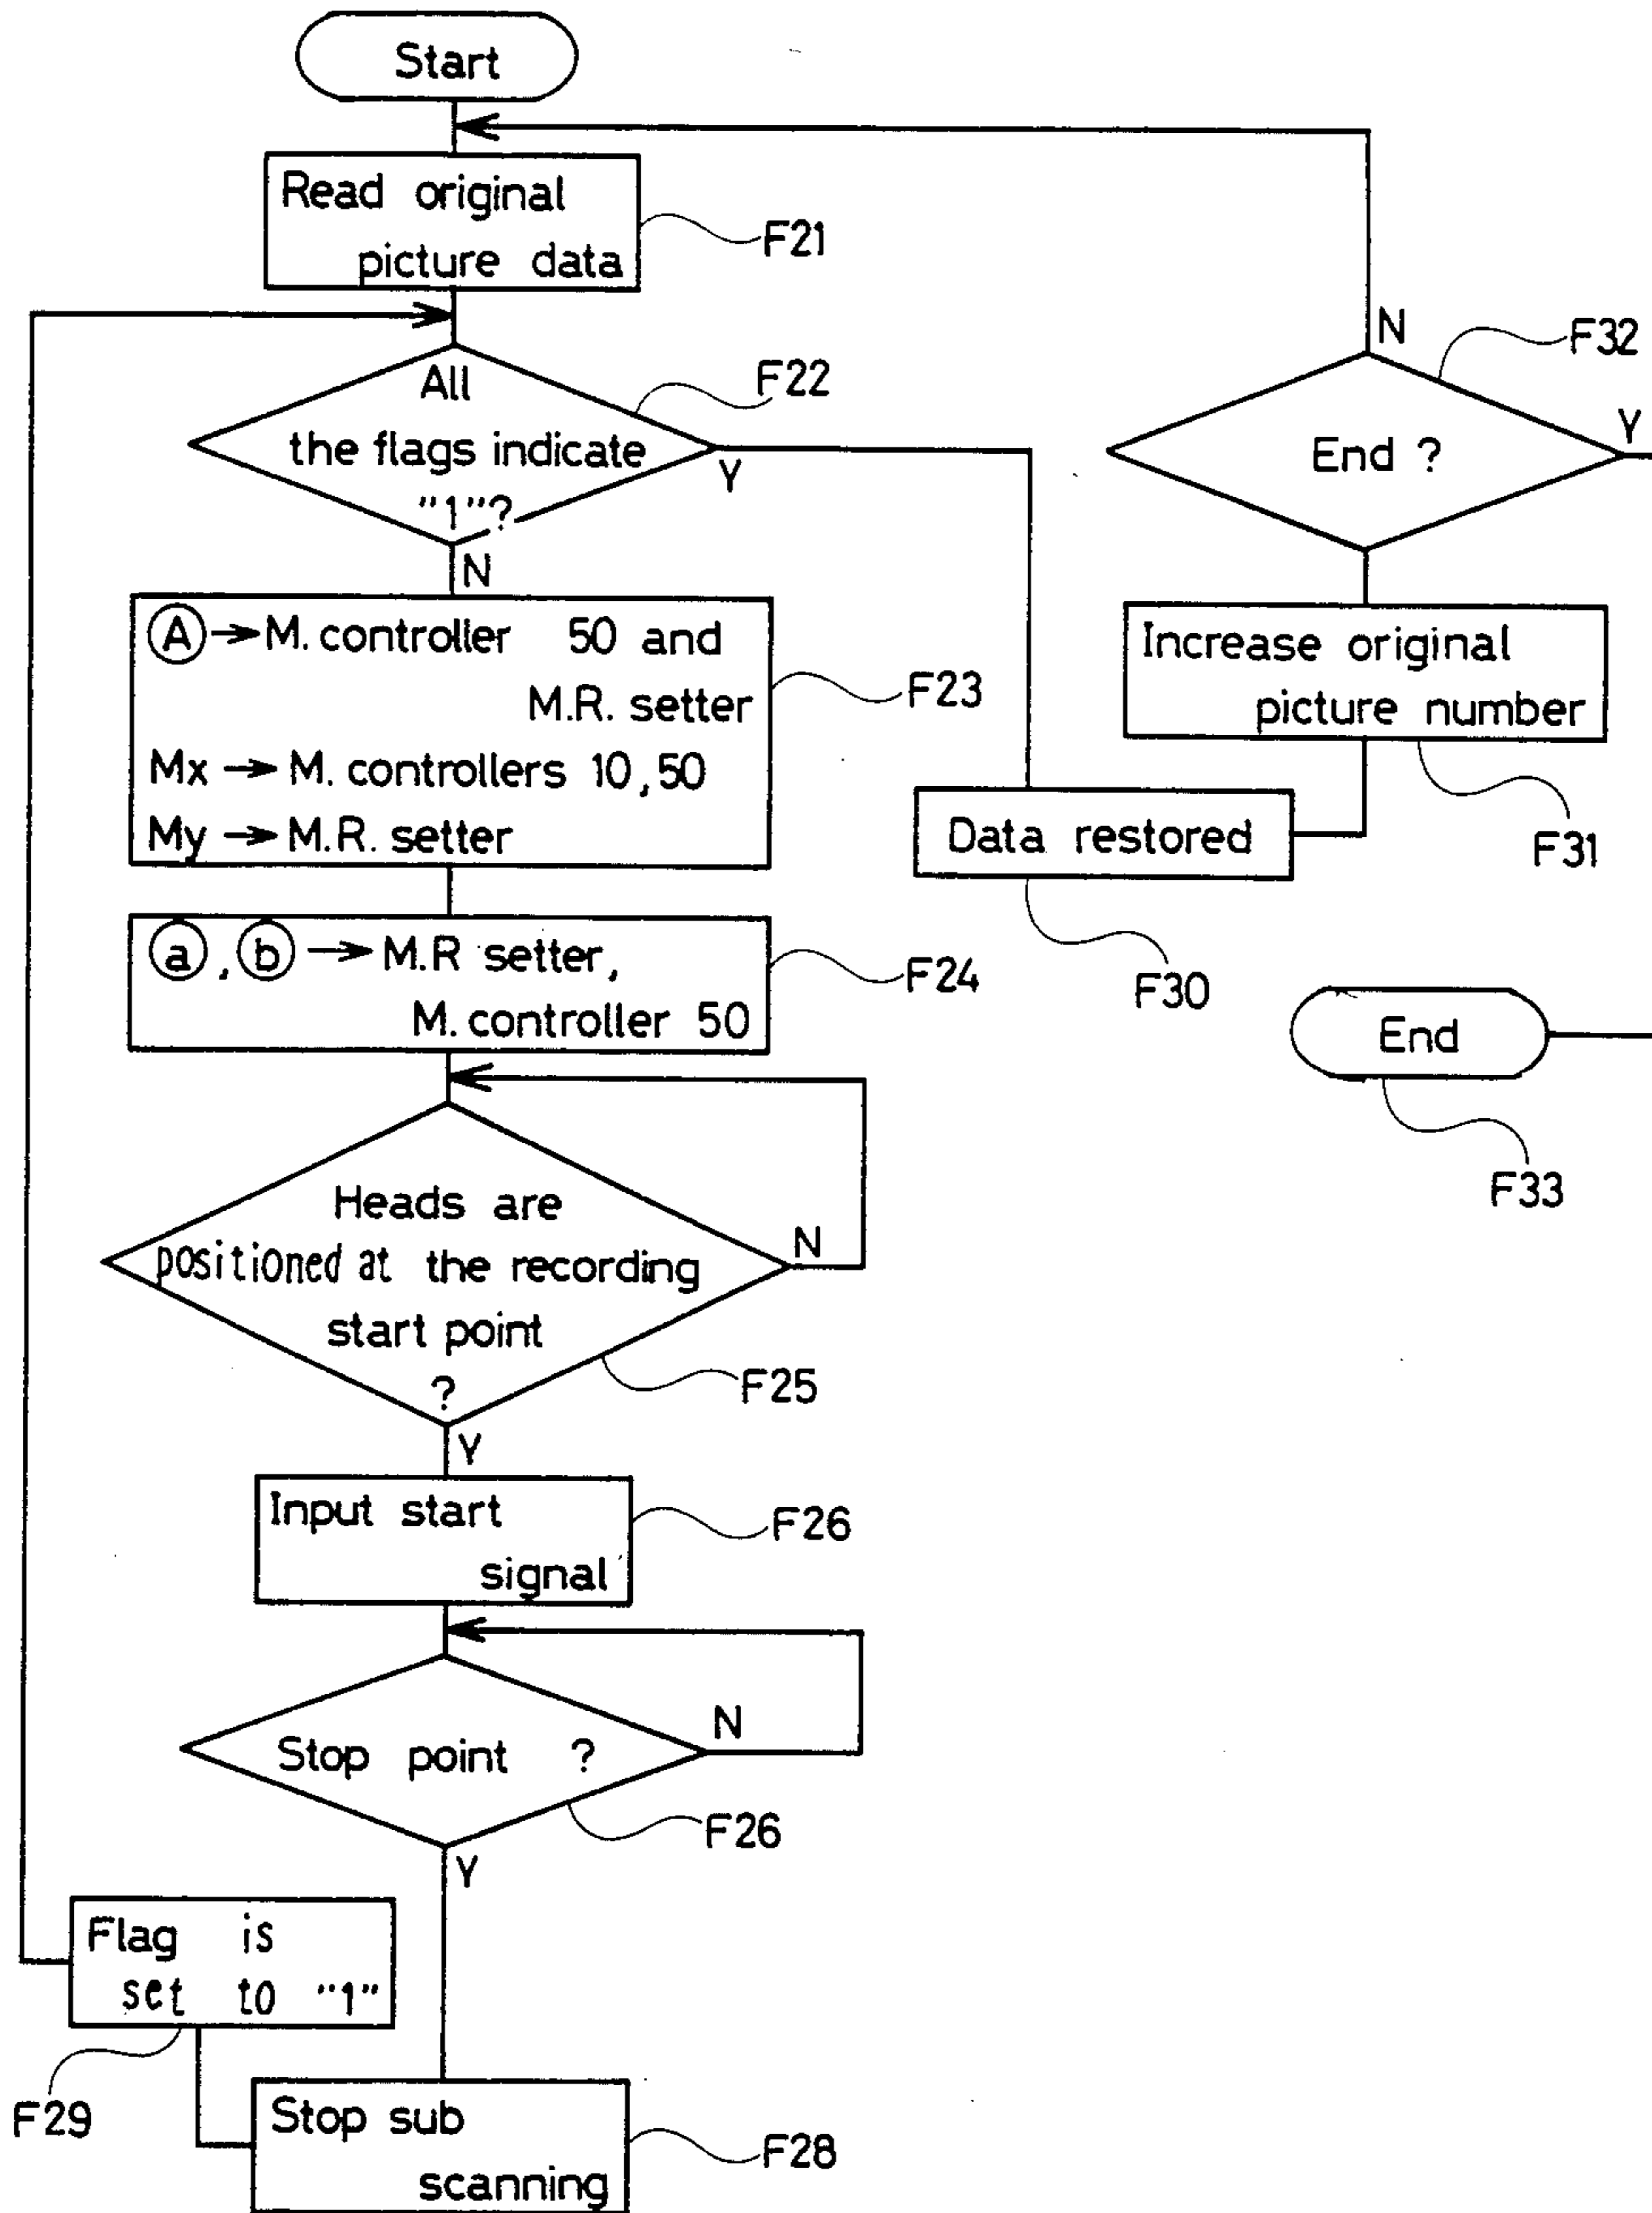 Start
Read original
picture data
F21
All
the flags indicate
"1"?
F22
Y
N
Ⓐ→M. controller 50 and
M.R. setter
Mx → M. controllers 10,50
My → M.R. setter
F23
ⓐ, ⓑ → M.R setter,
M. controller 50
F24
Heads are
positioned at the recording
start point
?
N
F25
Y
Input start
signal
F26
Stop point ?
N
F26
Y
Flag is
set to "1"
F29
Stop sub
scanning
F28
N
F32
End ?
Y
Increase original
picture number
F31
Data restored
F30
End
F33